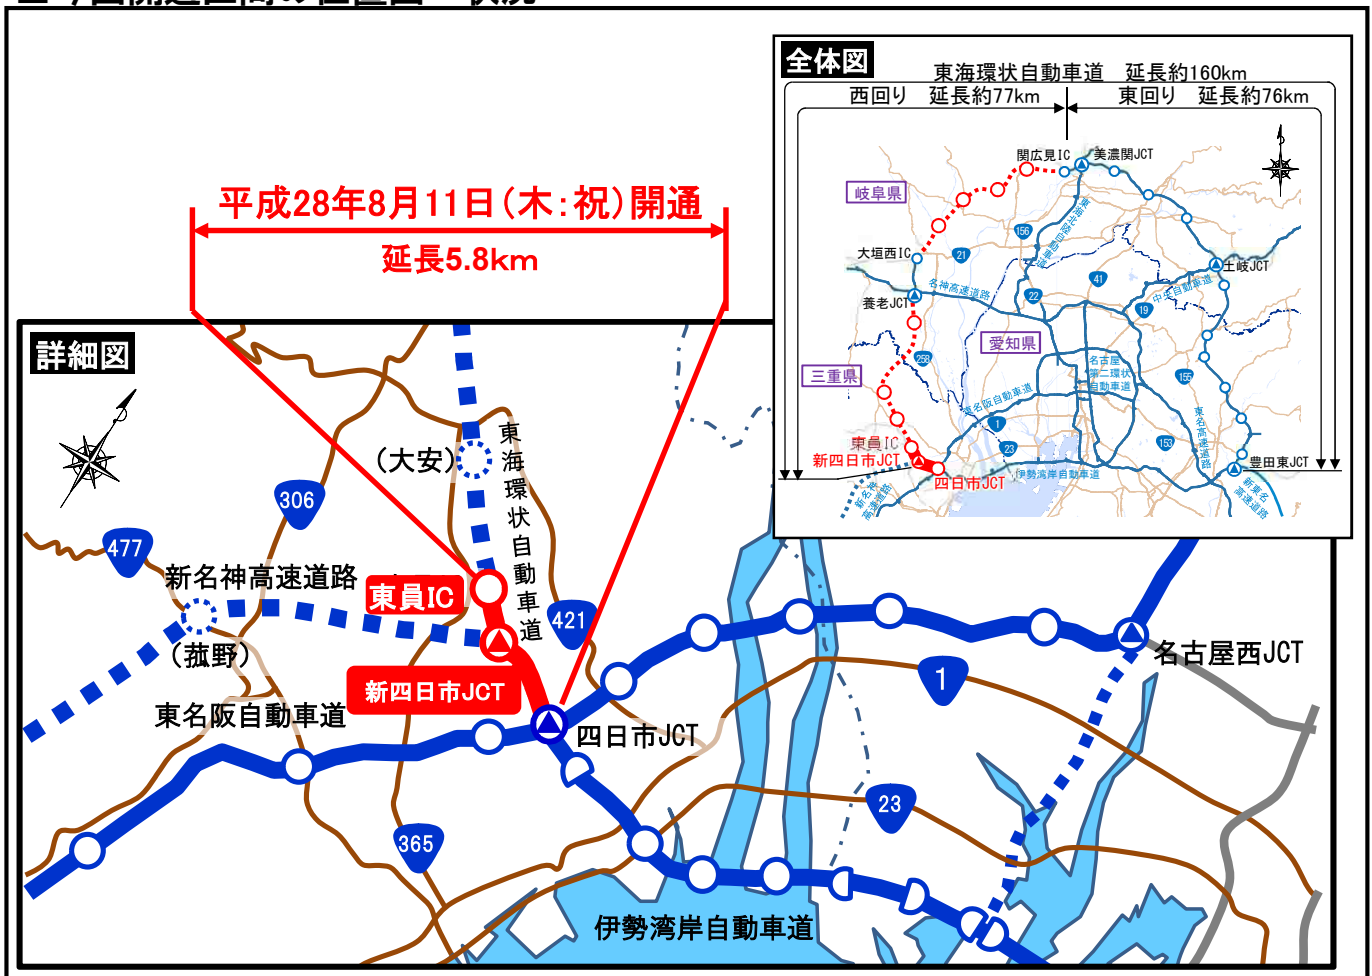 全体図
東海環状自動車道　延長約160km
西回り　延長約77km
東回り　延長約76km
関広見IC
美濃関JCT
岐阜県
東海北陸自動車道
156
21
大垣西IC
土岐JCT
41
名神高速道路
中央自動車道
養老JCT
22
19
愛知県
258
名古屋
第二環状
自動車道
三重県
155
東名阪自動車道
1
東名高速道路
東員IC
23
153
新四日市JCT
豊田東JCT
四日市JCT
伊勢湾岸自動車道
新名神
高速道路
新東名
高速道路
平成28年8月11日(木:祝)開通
延長5.8km
詳細図
(大安)
東海環状自動車道
306
477
新名神高速道路
東員IC
421
(菰野)
名古屋西JCT
1
新四日市JCT
東名阪自動車道
四日市JCT
23
365
伊勢湾岸自動車道